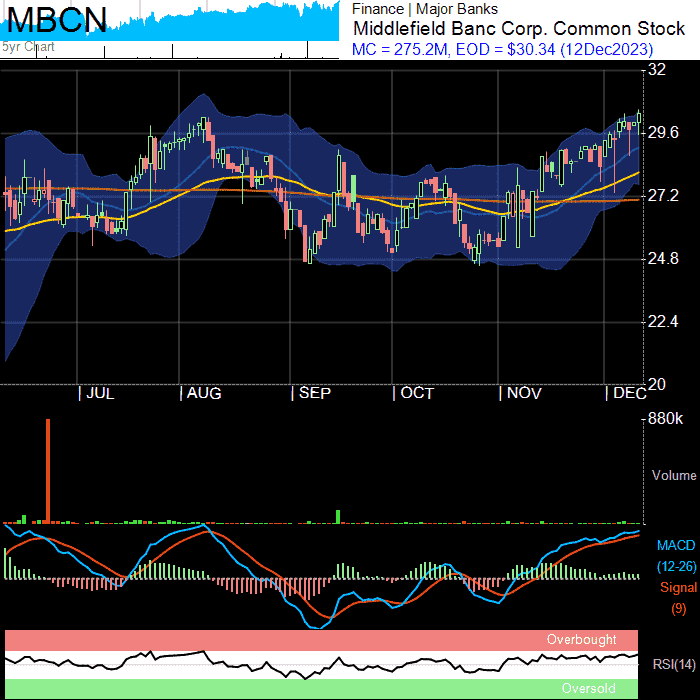 MBCN
5yr Chart
Finance | Major Banks
Middlefield Banc Corp. Common Stock
MC = 275.2M, EOD = $30.34 (12Dec2023)
32
29.6
27.2
24.8
22.4
20
| JUL | AUG | SEP | OCT | NOV | DEC
880k
Volume
MACD
(12-26)
Signal
(9)
Overbought
RSI(14)
Oversold